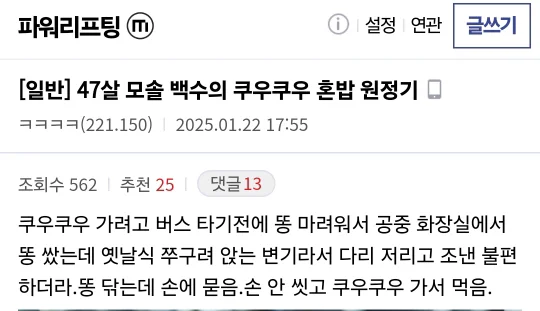 파워리프팅 ⓜ
설정 연관 글쓰기
[일반] 47살 모솔 백수의 쿠우쿠우 혼밥 원정기
ㅋㅋㅋㅋ(221.150) 2025.01.22 17:55
조회수 562 추천 25 댓글 13
쿠우쿠우 가려고 버스 타기전에 똥 마려워서 공중 화장실에서
똥 쌌는데 옛날식 쭈구려 앉는 변기라서 다리 저리고 조낸 불편
하더라.똥 닦는데 손에 묻음.손 안 씻고 쿠우쿠우 가서 먹음.